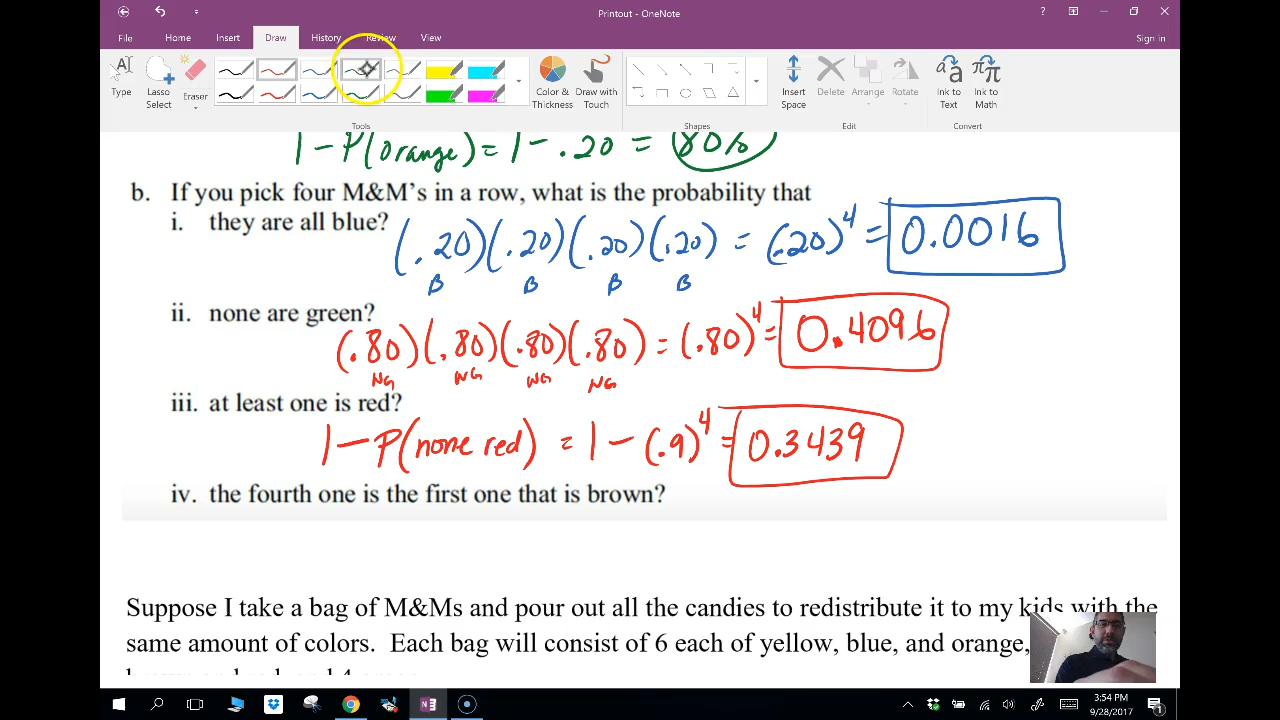 Printout - OneNote
?
File Home Insert Draw History Review View Sign in
Type
Lasso Select
Eraser
Color & Thickness
Draw with Touch
Insert Space
Delete
Arrange
Rotate
Ink to Text
Ink to Math
Tools Shapes Edit Convert
1 - P(orange) = 1 - .20 = 80%
b. If you pick four M&M's in a row, what is the probability that
i. they are all blue? (.20)(.20)(.20)(.20) = (.20)^4 = 0.0016
B B B B
ii. none are green?
(.80)(.80)(.80)(.80) = (.80)^4 = 0.4096
NG NG NG NG
iii. at least one is red?
1 - P(none red) = 1 - (.9)^4 = 0.3439
iv. the fourth one is the first one that is brown?
Suppose I take a bag of M&Ms and pour out all the candies to redistribute it to my kids with the
same amount of colors. Each bag will consist of 6 each of yellow, blue, and orange,
3:54 PM
9/28/2017